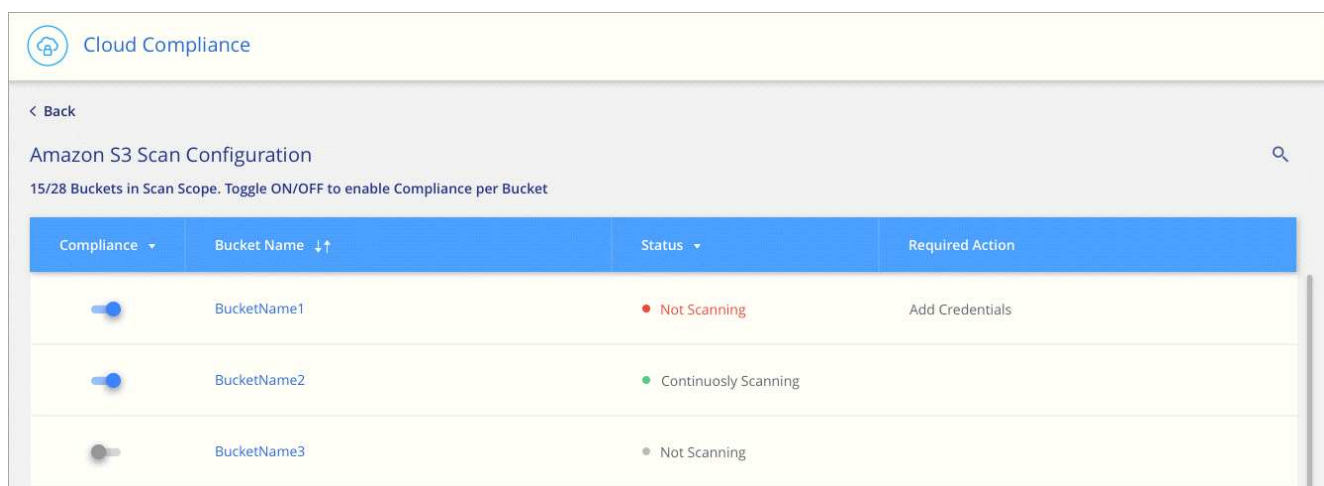 Cloud Compliance
< Back
Amazon S3 Scan Configuration
15/28 Buckets in Scan Scope. Toggle ON/OFF to enable Compliance per Bucket
Compliance Bucket Name Status Required Action
BucketName1 Not Scanning Add Credentials
BucketName2 Continuosly Scanning
BucketName3 Not Scanning